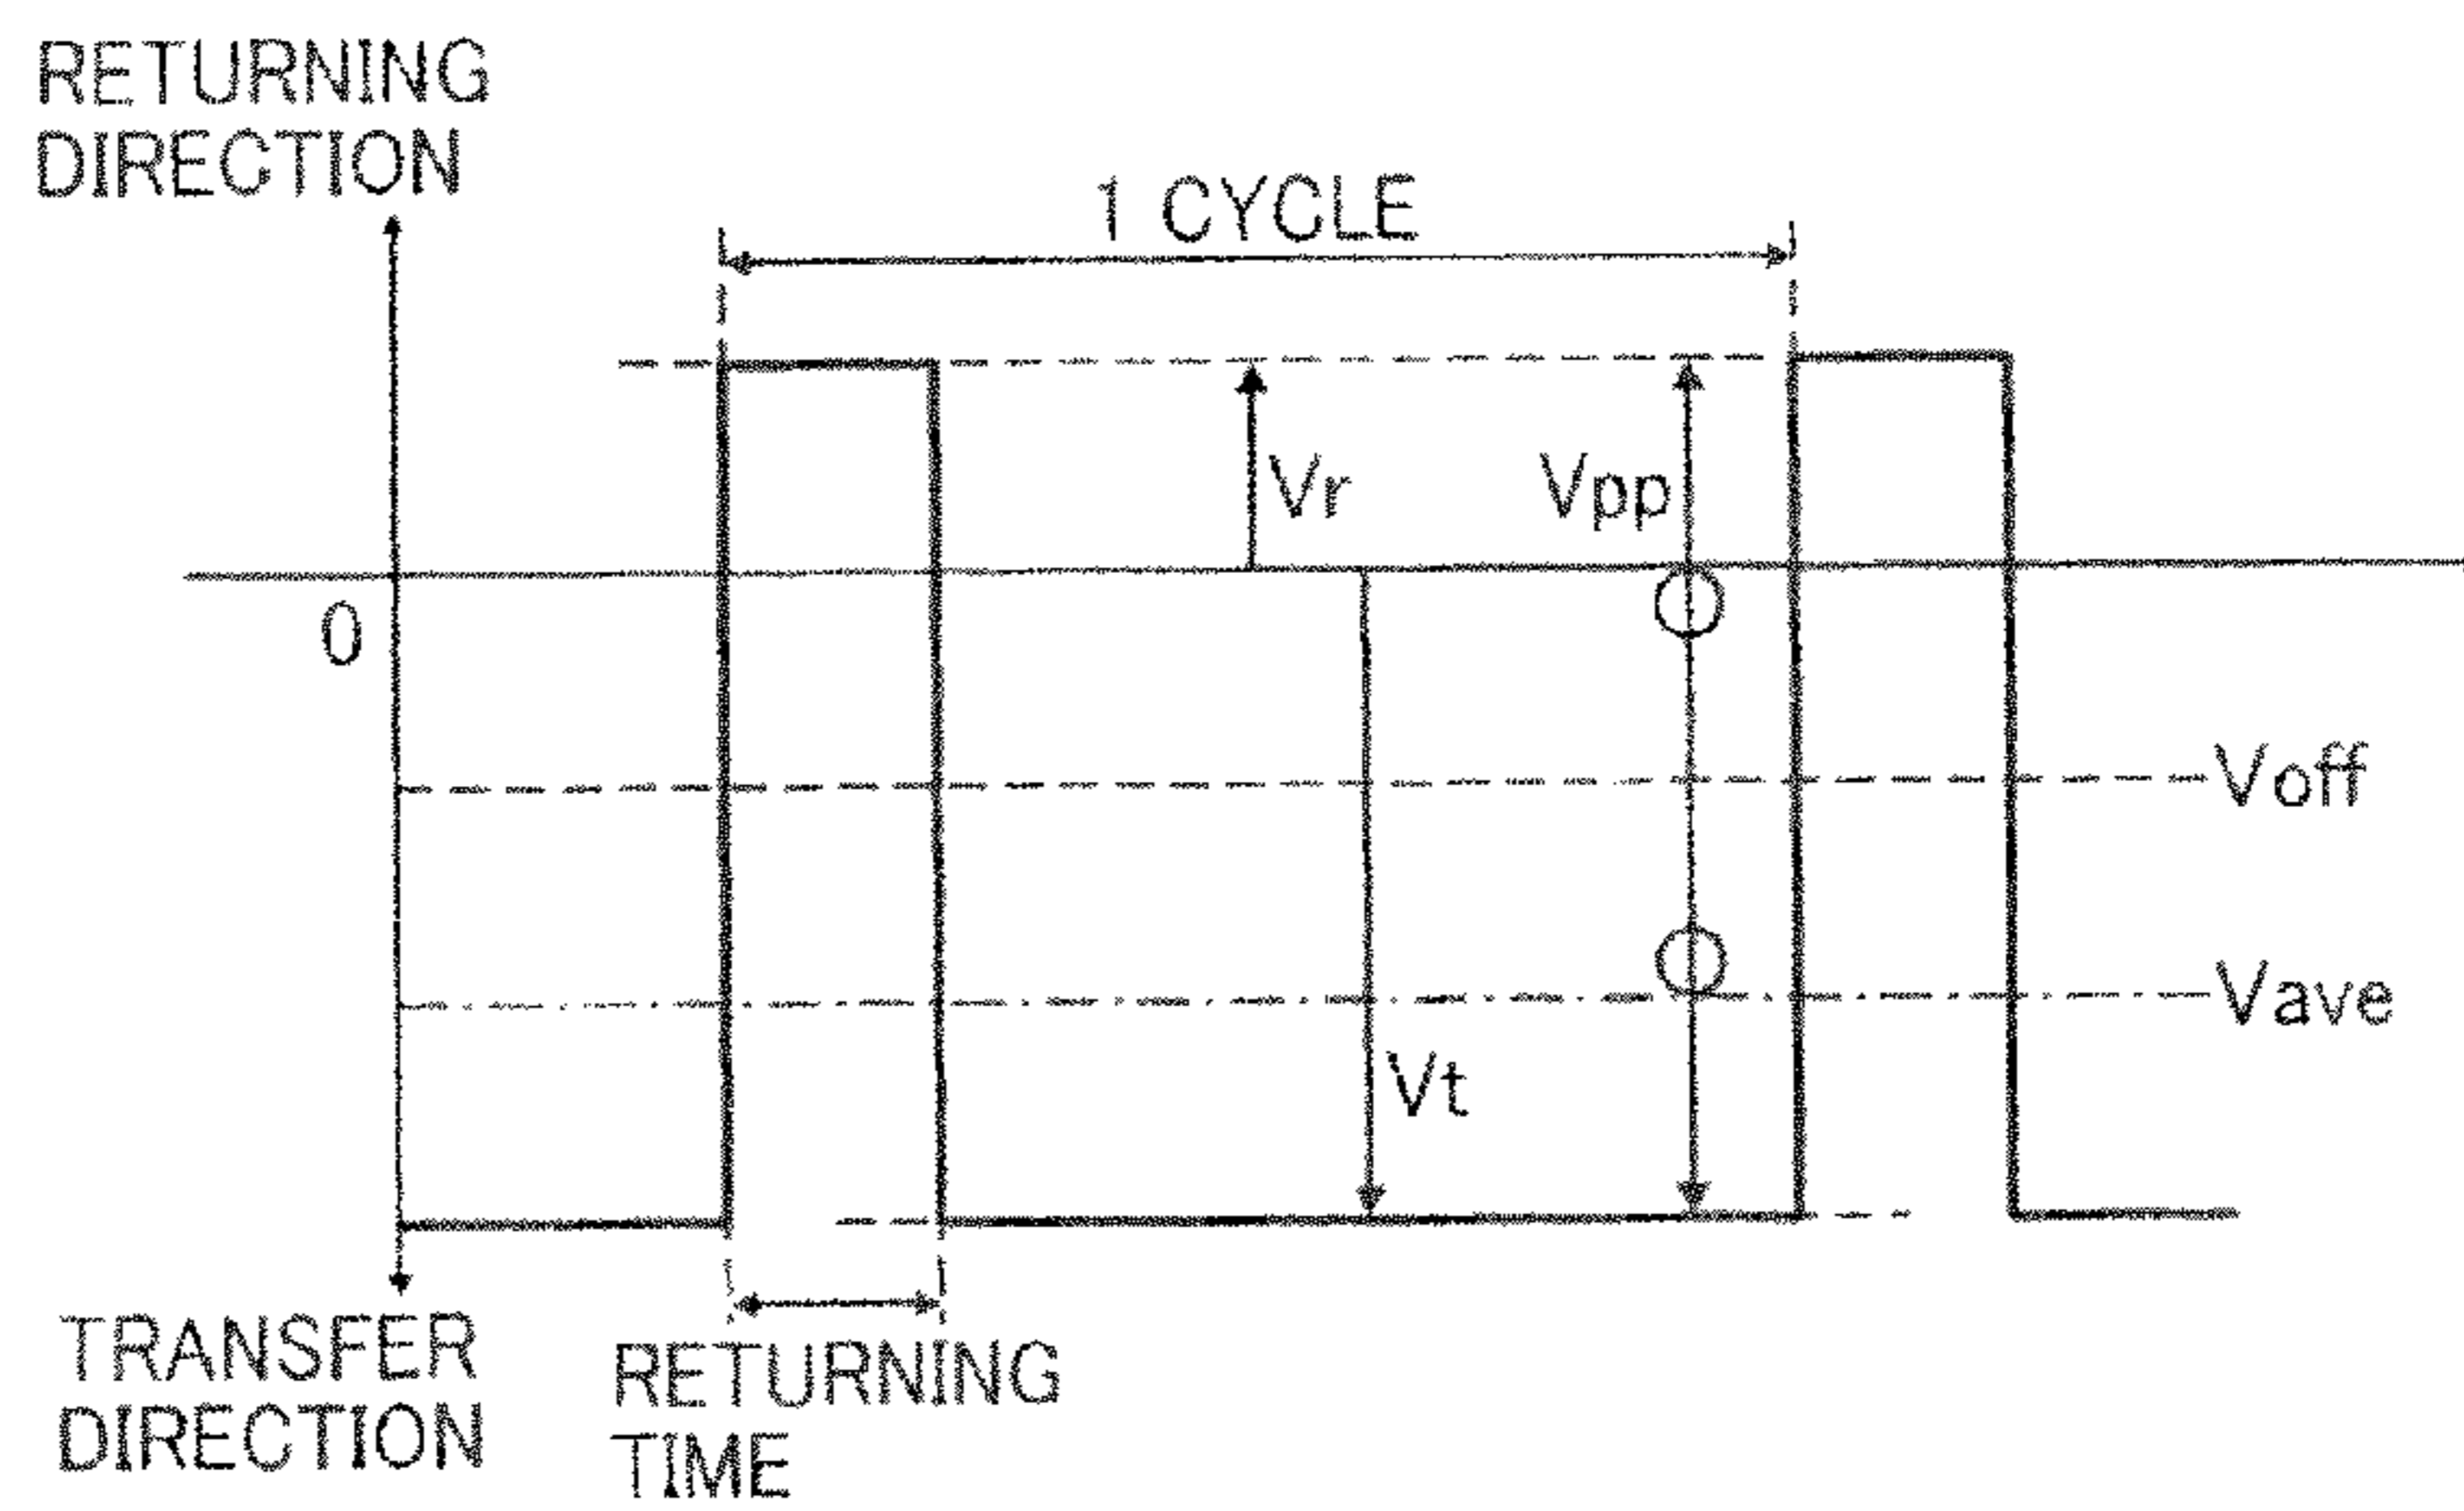 RETURNING
DIRECTION
1 CYCLE
Vr
Vpp
0
Voff
Vave
Vt
TRANSFER
DIRECTION
RETURNING
TIME